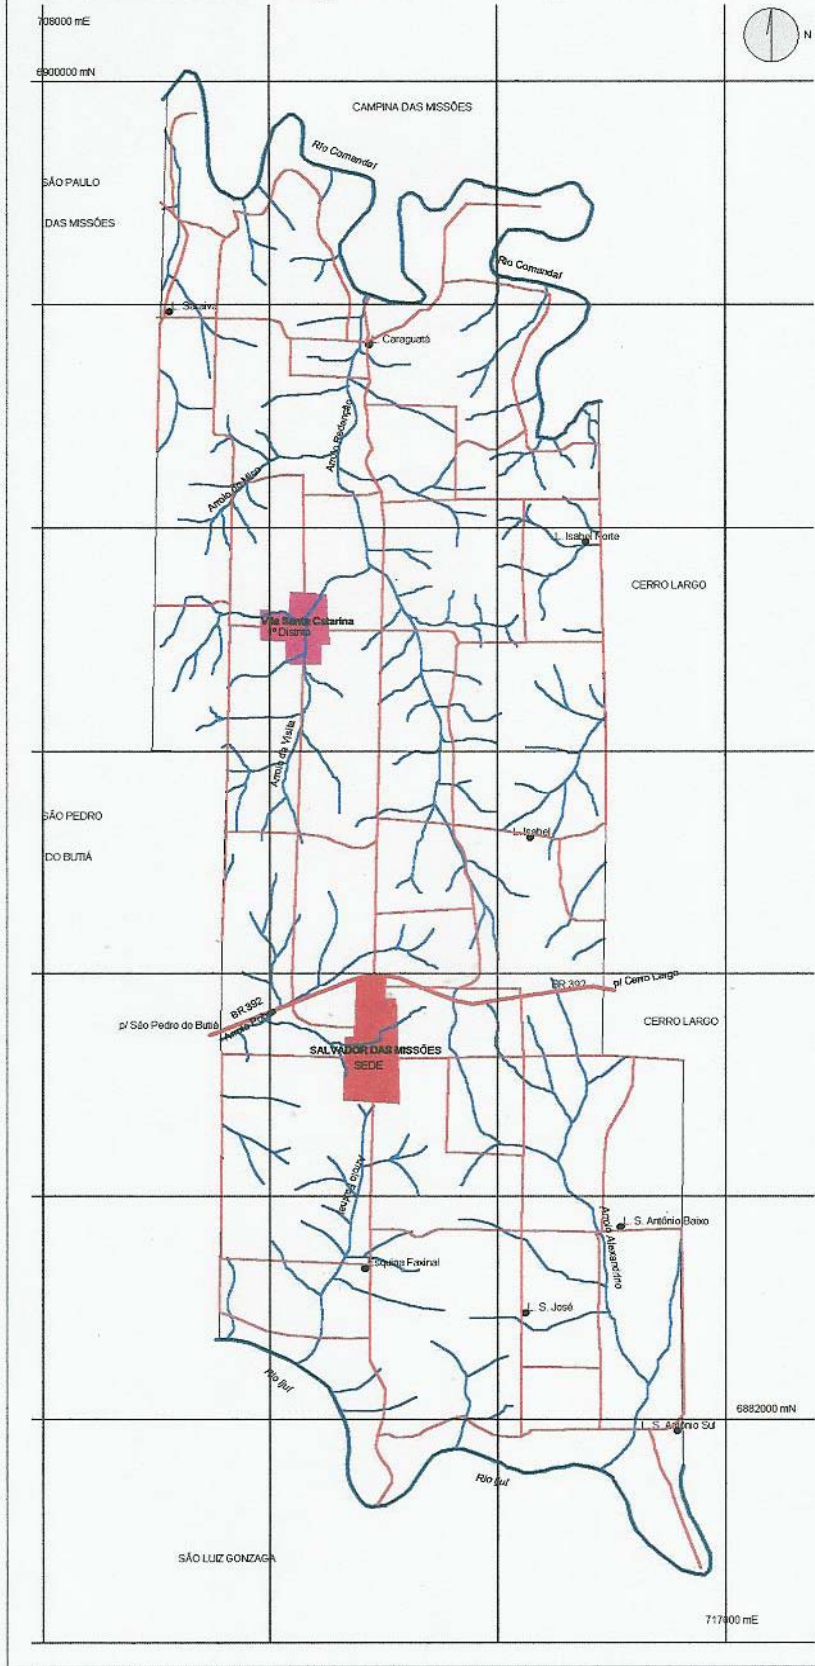 708000 mE
N
6900000 mN
CAMPINA DAS MISSÕES
Rio Comandaí
SÃO PAULO
DAS MISSÕES
Rio Comandaí
L. Caraguatá
Arroio Redenção
Arroio do Mico
L. Isabel Norte
CERRO LARGO
Vila Santa Catarina
1º Distrito
Arroio da Visita
SÃO PEDRO
DO BUTIÁ
L. Isabel
BR 392
p/ Cerro Largo
BR 392
p/ São Pedro do Butiá
CERRO LARGO
SALVADOR DAS MISSÕES
SEDE
Arroio Faxinal
L. S. Antônio Baixo
Arroio Alexandrino
Esquina Faxinal
L. S. José
Rio Ijuí
6882000 mN
L. S. Antônio Sul
Rio Ijuí
SÃO LUIZ GONZAGA
717000 mE